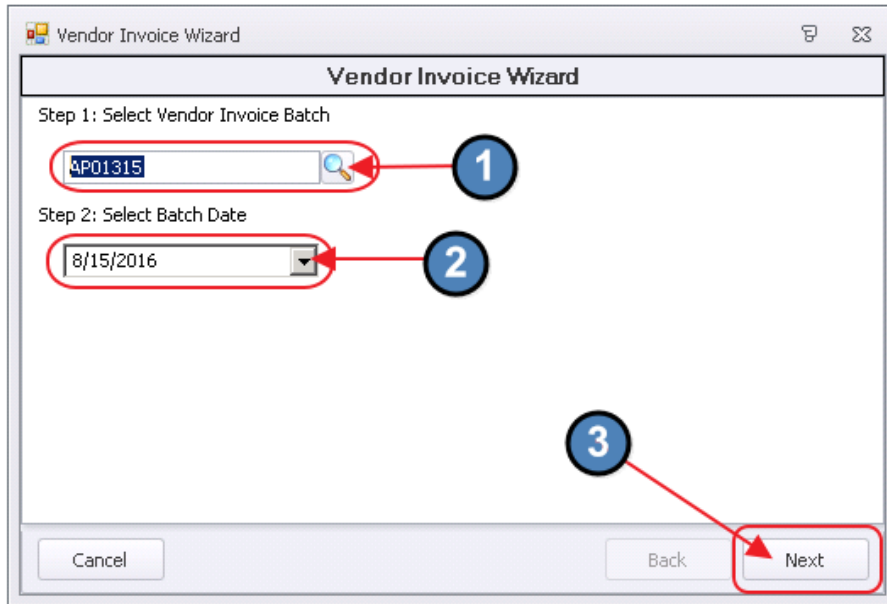 Vendor Invoice Wizard
Vendor Invoice Wizard
Step 1: Select Vendor Invoice Batch
AP01315
1
Step 2: Select Batch Date
8/15/2016
2
3
Cancel
Back
Next